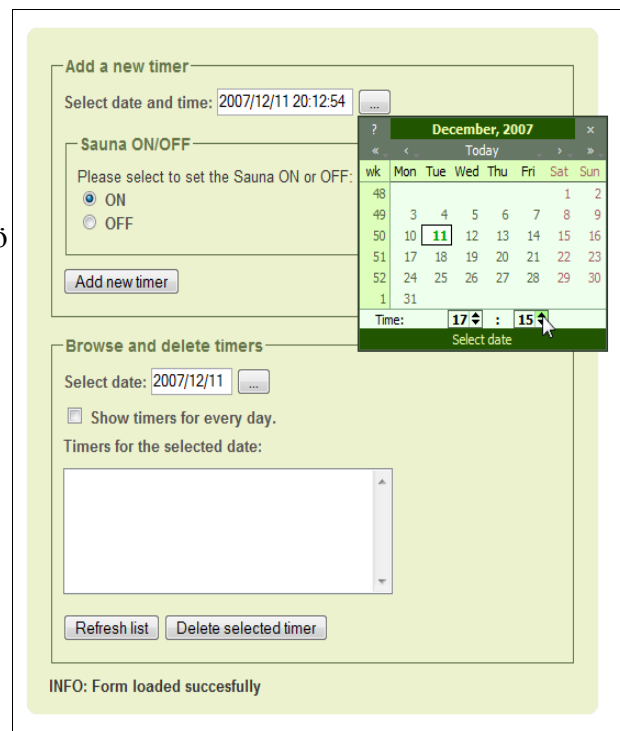 Add a new timer
Select date and time: 2007/12/11 20:12:54 ...
Sauna ON/OFF
Please select to set the Sauna ON or OFF:
ON
OFF
Add new timer
? December, 2007 ×
« ‹ Today › »
wk Mon Tue Wed Thu Fri Sat Sun
48 1 2
49 3 4 5 6 7 8 9
50 10 11 12 13 14 15 16
51 17 18 19 20 21 22 23
52 24 25 26 27 28 29 30
1 31
Time: 17 : 15
Select date
ö
Browse and delete timers
Select date: 2007/12/11 ...
Show timers for every day.
Timers for the selected date:
Refresh list Delete selected timer
INFO: Form loaded succesfully